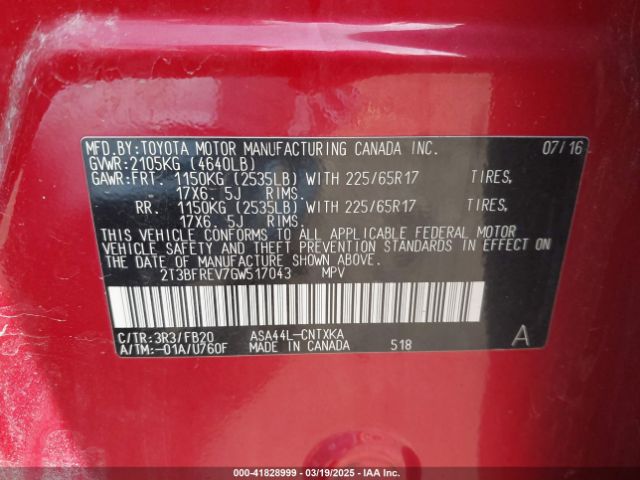 MFD.BY:TOYOTA MOTOR MANUFACTURING CANADA INC. 07/16
GVWR:2105KG (4640LB)
GAWR:FRT. 1150KG (2535LB) WITH 225/65R17 TIRES,
17X6.5J RIMS.
RR. 1150KG (2535LB) WITH 225/65R17 TIRES,
17X6.5J RIMS.
THIS VEHICLE CONFORMS TO ALL APPLICABLE FEDERAL MOTOR
VEHICLE SAFETY AND THEFT PREVENTION STANDARDS IN EFFECT ON
THE DATE OF MANUFACTURE SHOWN ABOVE.
2T3BFREV7GW517043 MPV
C/TR:3R3/FB20 ASA44L-CNTXKA A
A/TM:-01A/U760F MADE IN CANADA 518
000-41828999 — 03/19/2025 — IAA Inc.